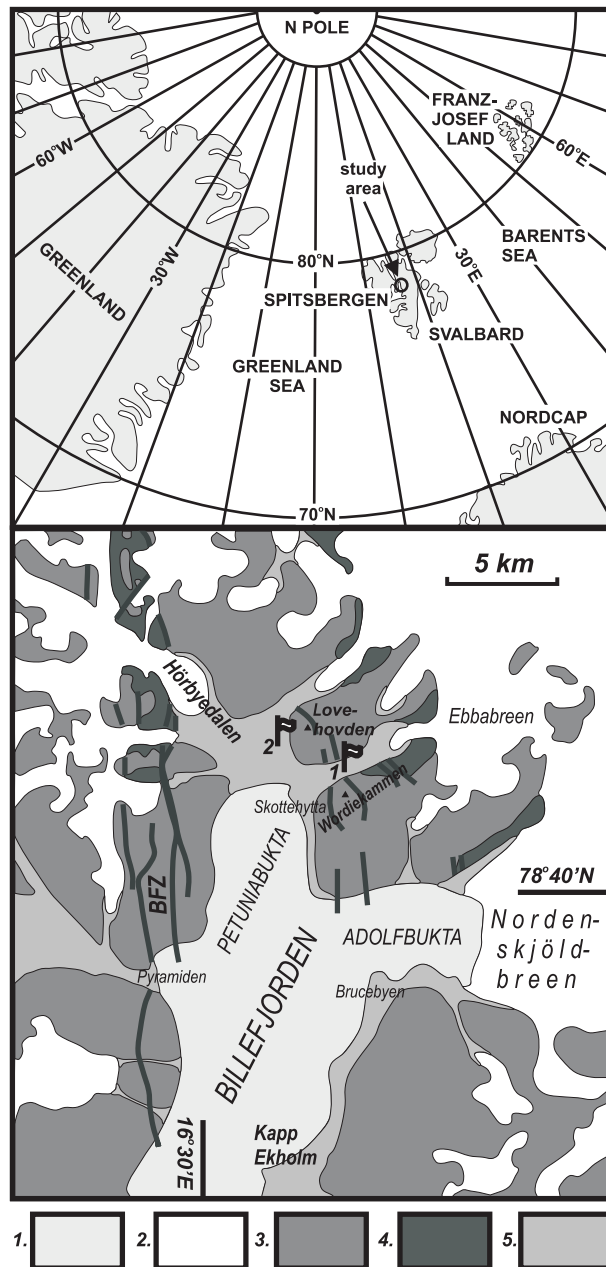 N POLE
FRANZ-
JOSEF
LAND
60°W
60°E
study
area
30°W
30°E
BARENTS
SEA
GREENLAND
80°N
SPITSBERGEN
SVALBARD
GREENLAND
SEA
NORDCAP
70°N
5 km
Hörbyedalen
Love-
hovden
Ebbabreen
2
1
Skottehytta
Wordiekammen
78°40'N
BFZ
PETUNIABUKTA
ADOLFBUKTA
Norden-
skjöld-
breen
Pyramiden
Brucebyen
BILLEFJORDEN
16°30'E
Kapp
Ekholm
1. 2. 3. 4. 5.